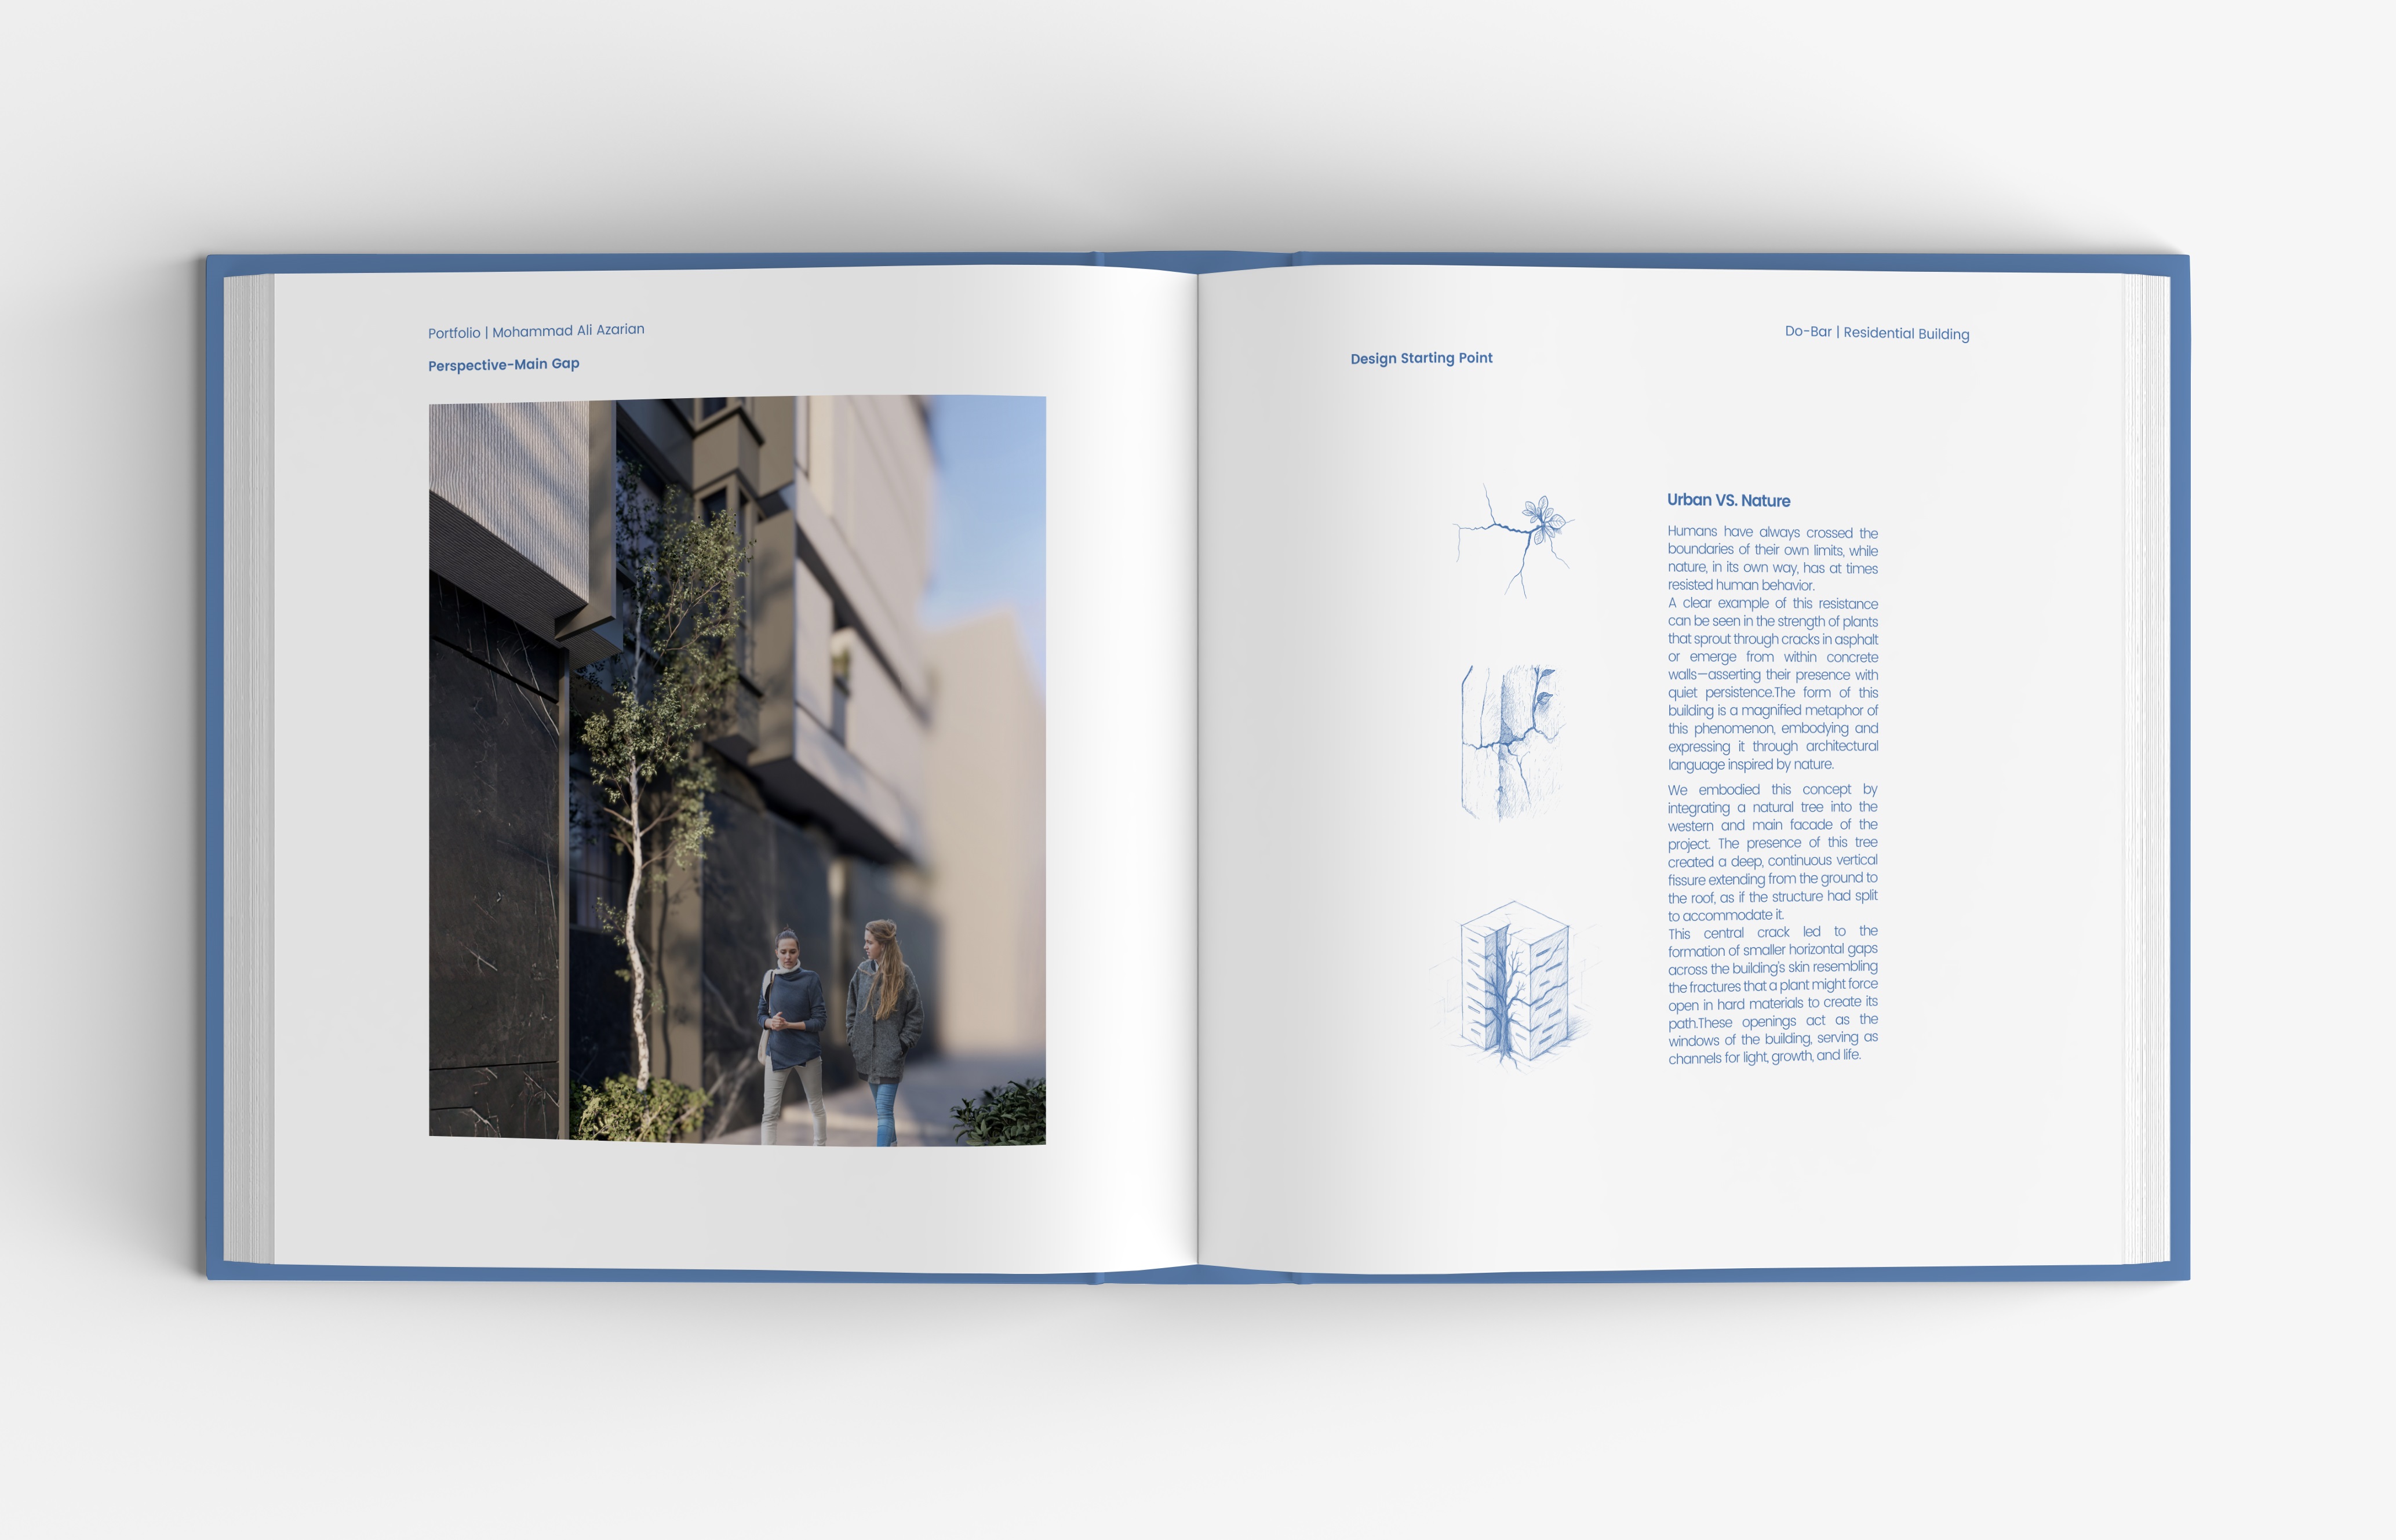 Portfolio | Mohammad Ali Azarian
Perspective-Main Gap
Do-Bar | Residential Building
Design Starting Point
Urban VS. Nature
Humans have always crossed the
boundaries of their own limits, while
nature, in its own way, has at times
resisted human behavior.
A clear example of this resistance
can be seen in the strength of plants
that sprout through cracks in asphalt
or emerge from within concrete
walls—asserting their presence with
quiet persistence.The form of this
building is a magnified metaphor of
this phenomenon, embodying and
expressing it through architectural
language inspired by nature.
We embodied this concept by
integrating a natural tree into the
western and main facade of the
project. The presence of this tree
created a deep, continuous vertical
fissure extending from the ground to
the roof, as if the structure had split
to accommodate it.
This central crack led to the
formation of smaller horizontal gaps
across the building's skin resembling
the fractures that a plant might force
open in hard materials to create its
path.These openings act as the
windows of the building, serving as
channels for light, growth, and life.